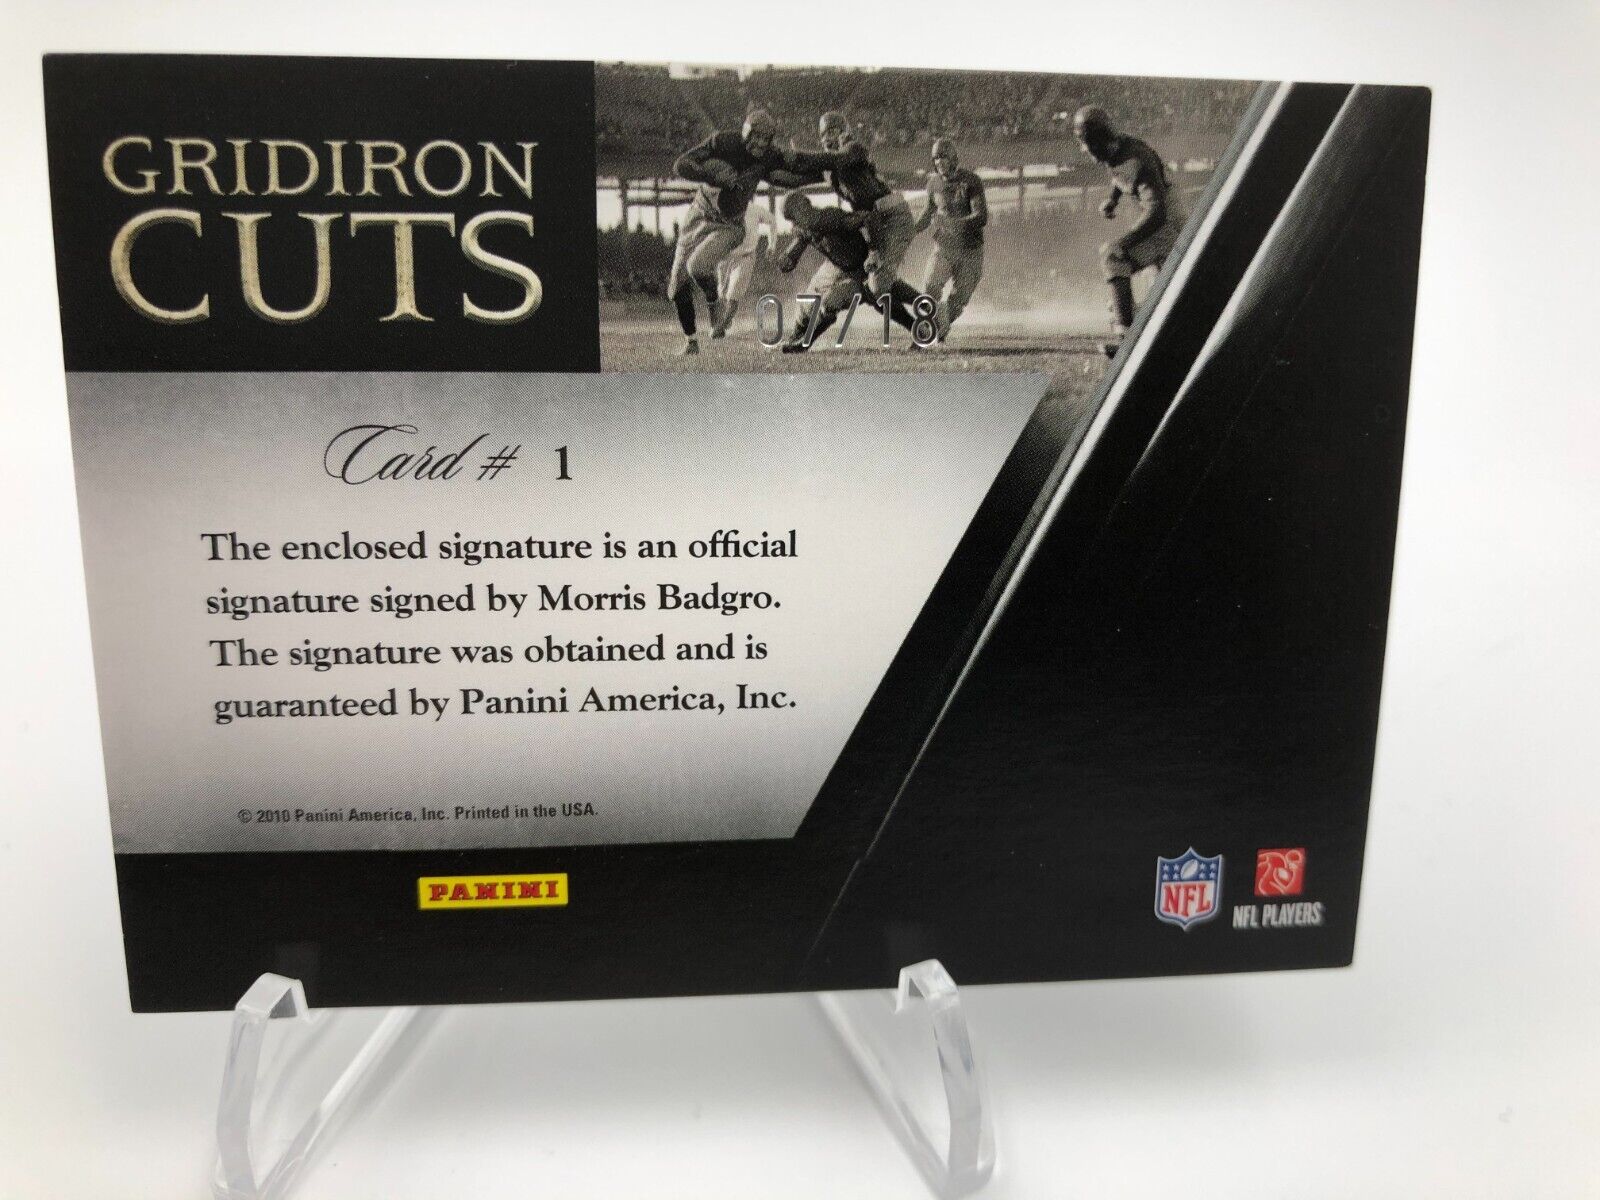 GRIDIRON
CUTS
07/18
Card # 1
The enclosed signature is an official
signature signed by Morris Badgro.
The signature was obtained and is
guaranteed by Panini America, Inc.
© 2010 Panini America, Inc. Printed in the USA.
PANINI
NFL
NFL PLAYERS